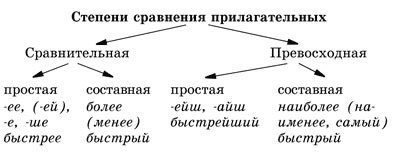 Степени сравнения прилагательных
Сравнительная Превосходная
простая составная простая составная
-ее, (-ей), более -ейш, -айш наиболее (на-
-е, -ше (менее) быстрейший именее, самый)
быстрее быстрый быстрый